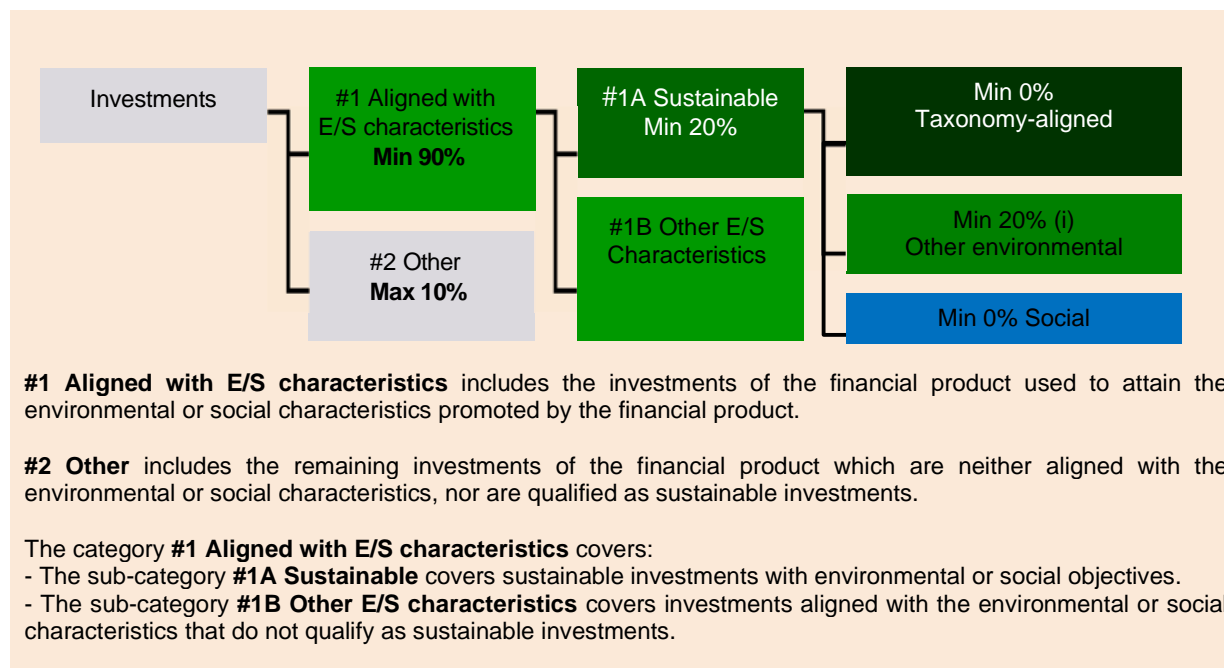 Investments
#1 Aligned with
E/S characteristics
Min 90%
#2 Other
Max 10%
#1A Sustainable
Min 20%
#1B Other E/S
Characteristics
Min 0%
Taxonomy-aligned
Min 20% (i)
Other environmental
Min 0% Social
#1 Aligned with E/S characteristics includes the investments of the financial product used to attain the
environmental or social characteristics promoted by the financial product.
#2 Other includes the remaining investments of the financial product which are neither aligned with the
environmental or social characteristics, nor are qualified as sustainable investments.
The category #1 Aligned with E/S characteristics covers:
- The sub-category #1A Sustainable covers sustainable investments with environmental or social objectives.
- The sub-category #1B Other E/S characteristics covers investments aligned with the environmental or social
characteristics that do not qualify as sustainable investments.